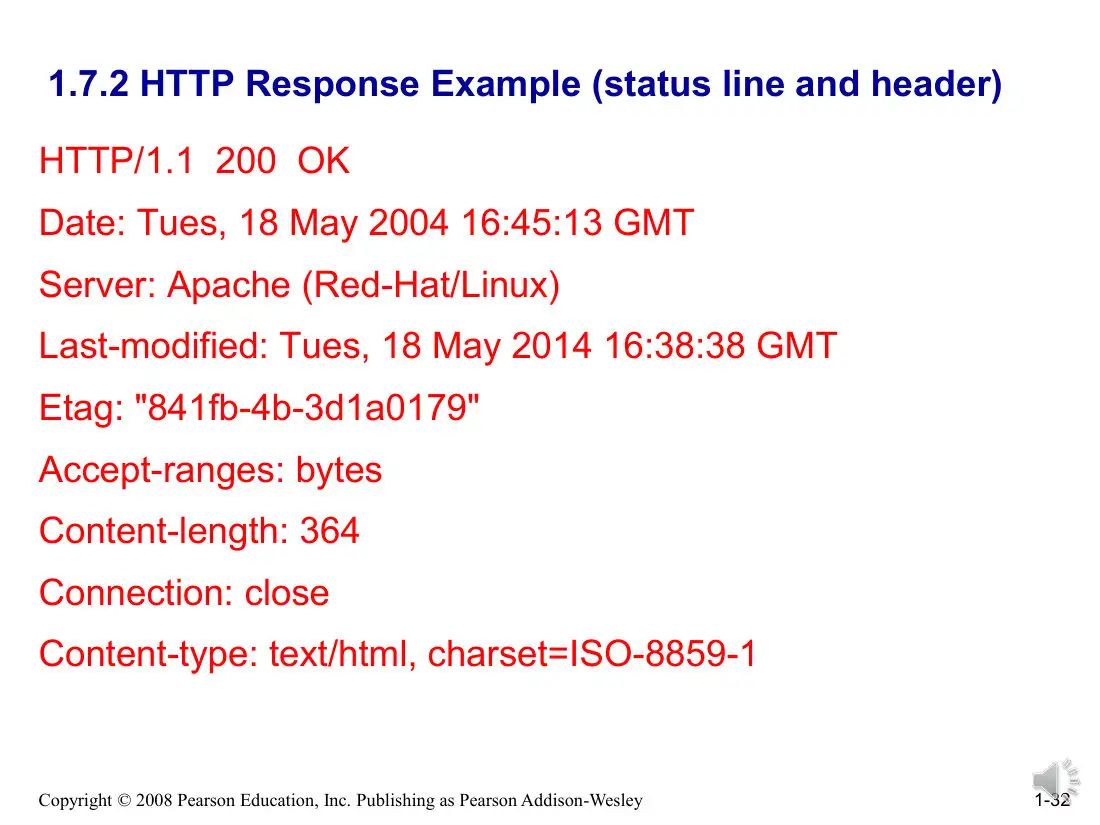 1.7.2 HTTP Response Example (status line and header)
HTTP/1.1 200 OK
Date: Tues, 18 May 2004 16:45:13 GMT
Server: Apache (Red-Hat/Linux)
Last-modified: Tues, 18 May 2014 16:38:38 GMT
Etag: "841fb-4b-3d1a0179"
Accept-ranges: bytes
Content-length: 364
Connection: close
Content-type: text/html, charset=ISO-8859-1
Copyright © 2008 Pearson Education, Inc. Publishing as Pearson Addison-Wesley
1-32